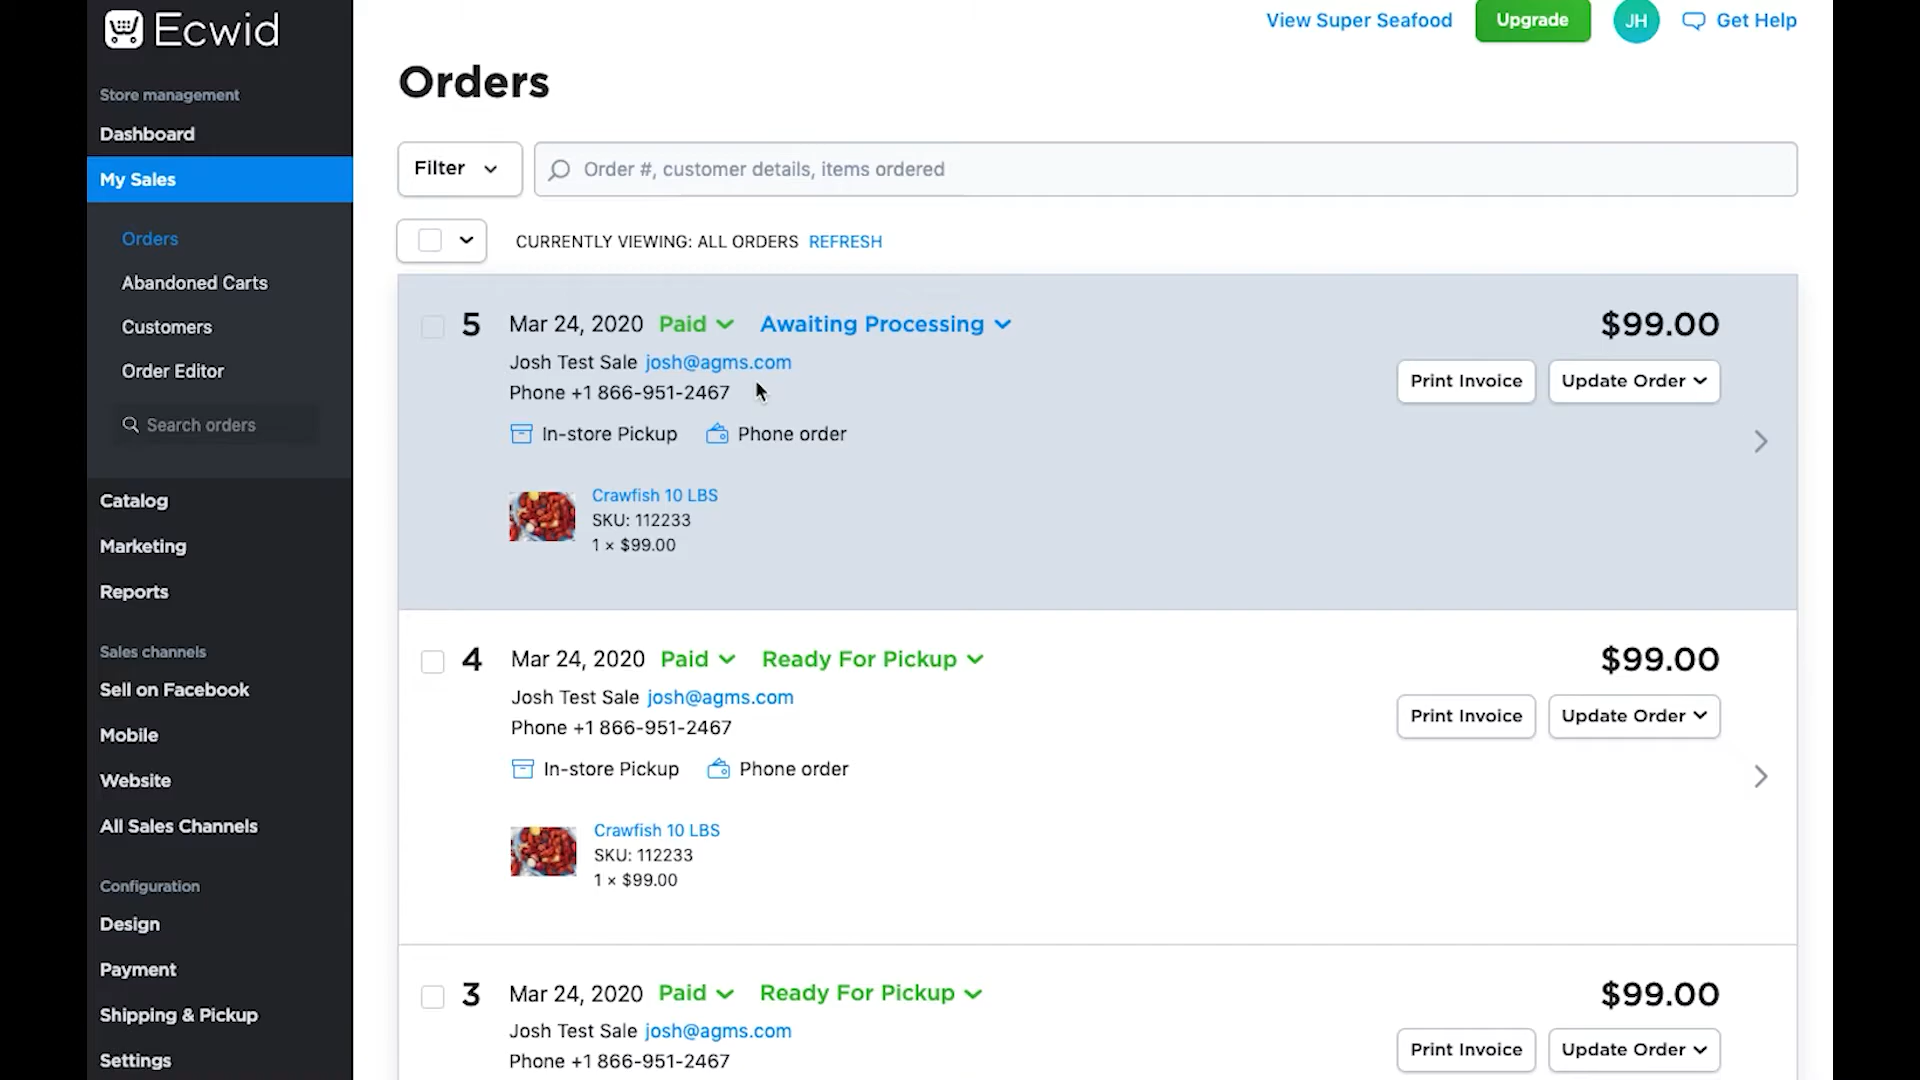 Ecwid
View Super Seafood
Upgrade
JH
Get Help
Store management
Dashboard
My Sales
Orders
Abandoned Carts
Customers
Order Editor
Search orders
Catalog
Marketing
Reports
Sales channels
Sell on Facebook
Mobile
Website
All Sales Channels
Configuration
Design
Payment
Shipping & Pickup
Settings
Orders
Filter
Order #, customer details, items ordered
CURRENTLY VIEWING: ALL ORDERS REFRESH
5 Mar 24, 2020 Paid Awaiting Processing $99.00
Josh Test Sale josh@agms.com
Phone +1 866-951-2467
Print Invoice Update Order
In-store Pickup Phone order
Crawfish 10 LBS
SKU: 112233
1 × $99.00
4 Mar 24, 2020 Paid Ready For Pickup $99.00
Josh Test Sale josh@agms.com
Phone +1 866-951-2467
Print Invoice Update Order
In-store Pickup Phone order
Crawfish 10 LBS
SKU: 112233
1 × $99.00
3 Mar 24, 2020 Paid Ready For Pickup $99.00
Josh Test Sale josh@agms.com
Phone +1 866-951-2467
Print Invoice Update Order